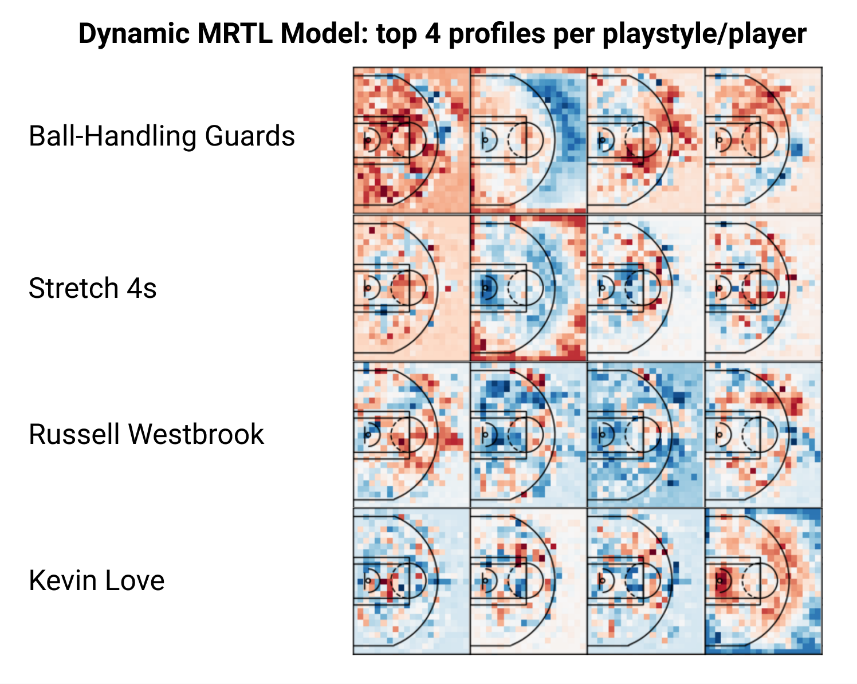 Dynamic MRTL Model: top 4 profiles per playstyle/player
Ball-Handling Guards
Stretch 4s
Russell Westbrook
Kevin Love